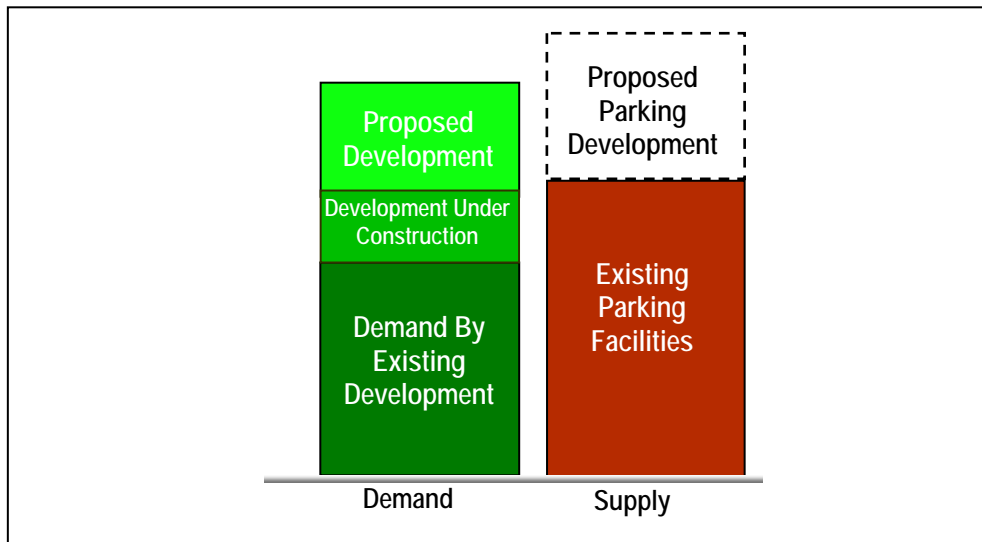 Proposed
Development
Development Under
Construction
Demand By
Existing
Development
Proposed
Parking
Development
Existing
Parking
Facilities
Demand
Supply